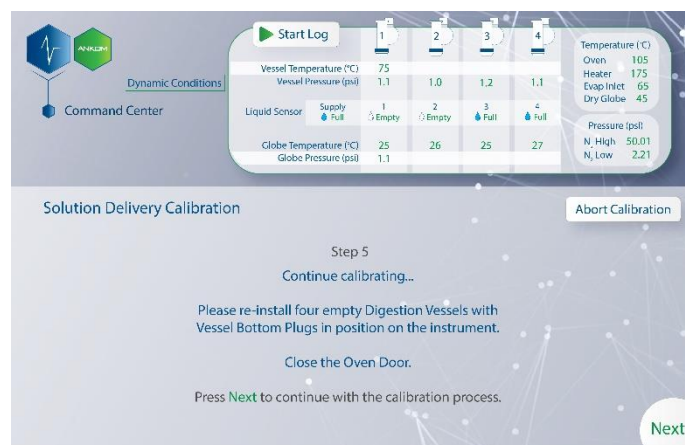 Start Log 1 2 3 4
ANKOM
Vessel Temperature (°C) 75
Vessel Pressure (psi) 1.1 1.0 1.2 1.1
Dynamic Conditions
Liquid Sensor Supply Full 1 Empty 2 Empty 3 Full 4 Full
Command Center
Globe Temperature (°C) 25 26 25 27
Globe Pressure (psi) 1.1
Temperature (°C)
Oven 105
Heater 175
Evap Inlet 65
Dry Globe 45
Pressure (psi)
N2 High 50.01
N2 Low 2.21
Solution Delivery Calibration
Abort Calibration
Step 5
Continue calibrating...
Please re-install four empty Digestion Vessels with
Vessel Bottom Plugs in position on the instrument.
Close the Oven Door.
Press Next to continue with the calibration process.
Next